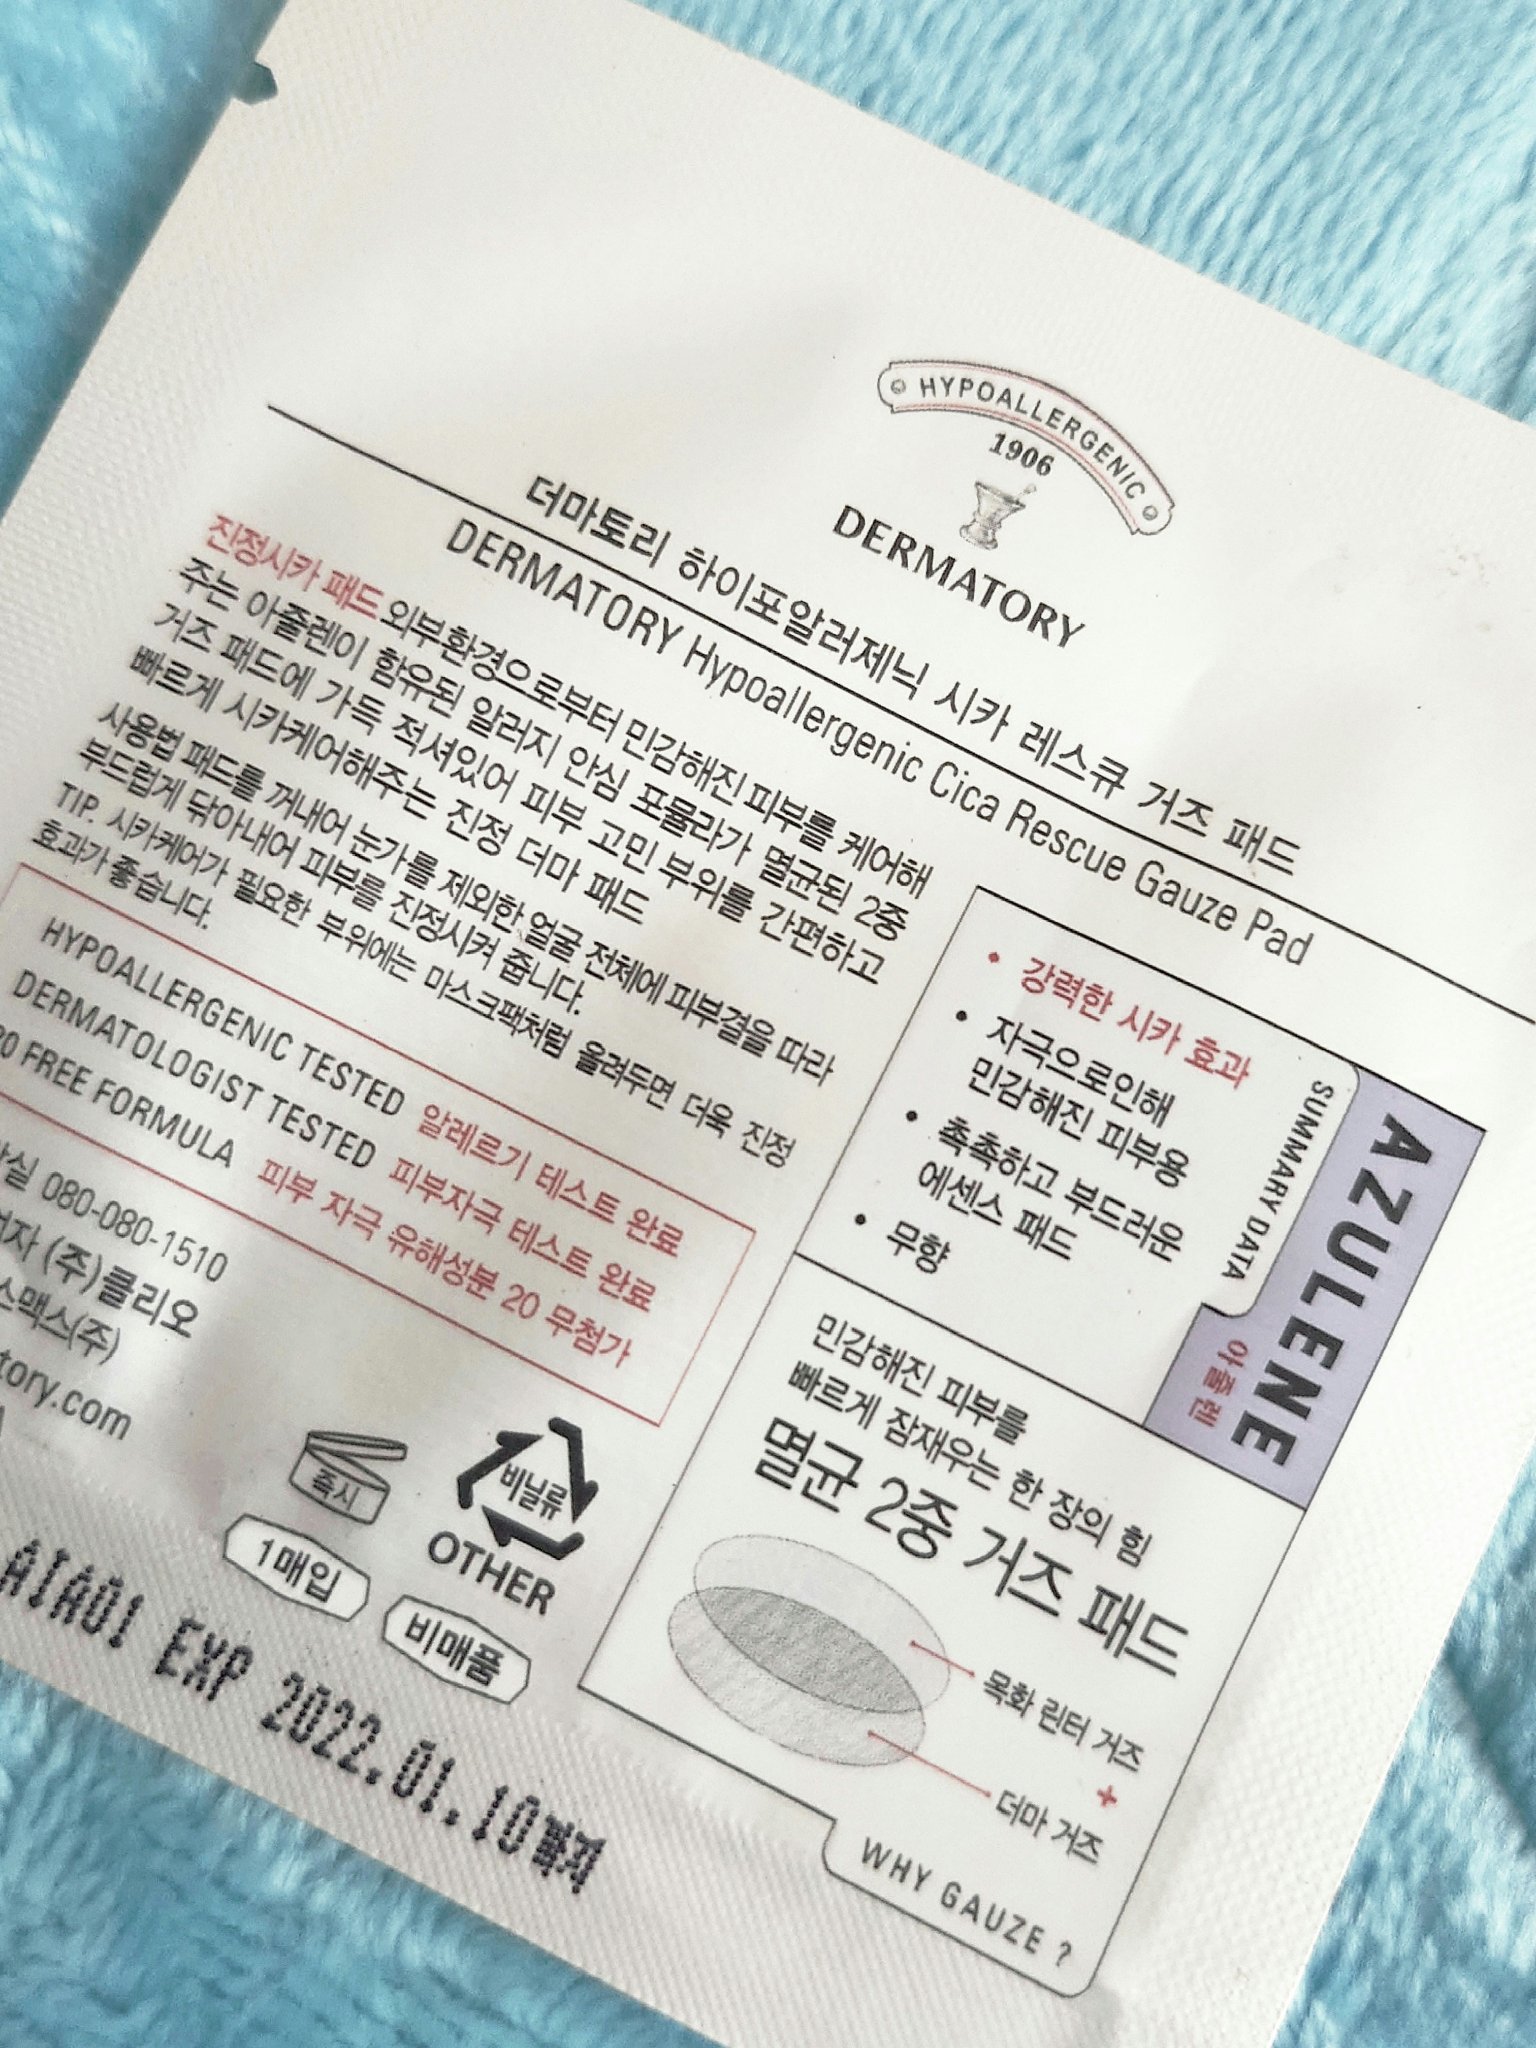 HYPOALLERGENIC
1906
DERMATORY
더마토리 하이포알러제닉 시카 레스큐 거즈 패드
DERMATORY Hypoallergenic Cica Rescue Gauze Pad
진정시카 패드 외부환경으로부터 민감해진 피부를 케어해
주는 아줄렌이 함유된 알러지 안심 포뮬라가 멸균된 2중
거즈 패드에 가득 적셔있어 피부 고민 부위를 간편하고
빠르게 시카케어해주는 진정 더마 패드
사용법 패드를 꺼내어 눈가를 제외한 얼굴 전체에 피부결을 따라
부드럽게 닦아내어 피부를 진정시켜 줍니다.
TIP. 시카케어가 필요한 부위에는 마스크팩처럼 올려두면 더욱 진정
효과가 좋습니다.
HYPOALLERGENIC TESTED 알레르기 테스트 완료
DERMATOLOGIST TESTED 피부자극 테스트 완료
20 FREE FORMULA 피부 자극 유해성분 20 무첨가
080-080-1510
(주)클리오
스맥스(주)
tory.com
즉시
비닐류
OTHER
1매입
비매품
AIA01 EXP 2022.01.10까지
AZULENE
아줄렌
SUMMARY DATA
• 강력한 시카 효과
• 자극으로인해
민감해진 피부용
• 촉촉하고 부드러운
에센스 패드
• 무향
민감해진 피부를
빠르게 잠재우는 한 장의 힘
멸균 2중 거즈 패드
목화 린터 거즈
+
더마 거즈
WHY GAUZE ?